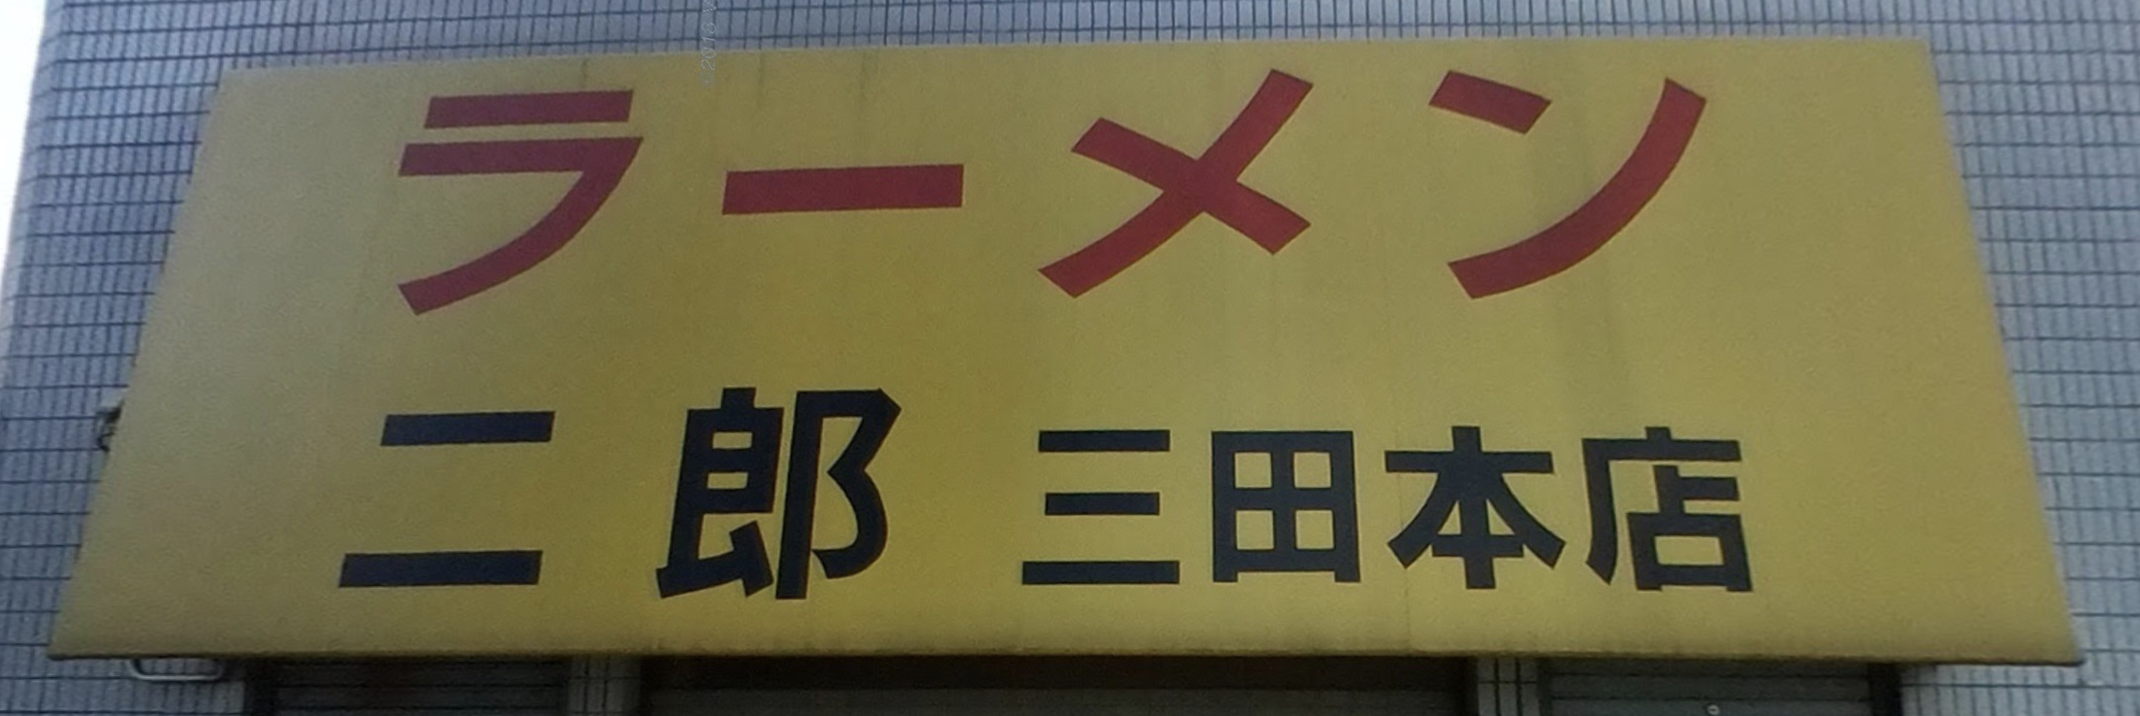 ラーメン
二郎 三田本店